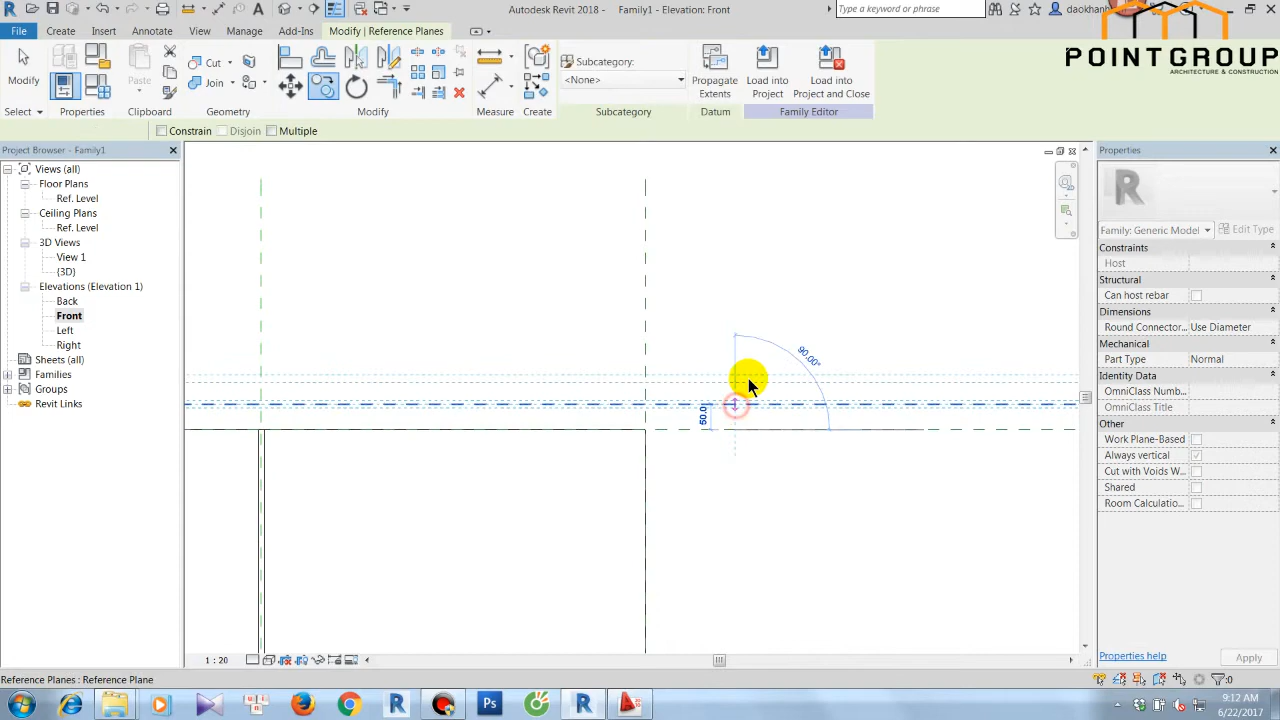 Autodesk Revit 2018 - Family1 - Elevation: Front
Type a keyword or phrase
daokhanh
File Create Insert Annotate View Manage Add-Ins Modify | Reference Planes
POINTGROUP
ARCHITECTURE & CONSTRUCTION
Modify
Paste
Cut
Join
Subcategory:
<None>
Propagate Extents
Load into Project
Load into Project and Close
Select Properties Clipboard Geometry Modify Measure Create Subcategory Datum Family Editor
Constrain Disjoin Multiple
Project Browser - Family1
Views (all)
Floor Plans
Ref. Level
Ceiling Plans
Ref. Level
3D Views
View 1
{3D}
Elevations (Elevation 1)
Back
Front
Left
Right
Sheets (all)
Families
Groups
Revit Links
90.00°
60.0
Properties
Family: Generic Model Edit Type
Constraints
Host
Structural
Can host rebar
Dimensions
Round Connector... Use Diameter
Mechanical
Part Type Normal
Identity Data
OmniClass Numb...
OmniClass Title
Other
Work Plane-Based
Always vertical
Cut with Voids W...
Shared
Room Calculatio...
Properties help Apply
1 : 20
Reference Planes : Reference Plane
:0
Ps
9:12 AM
6/22/2017